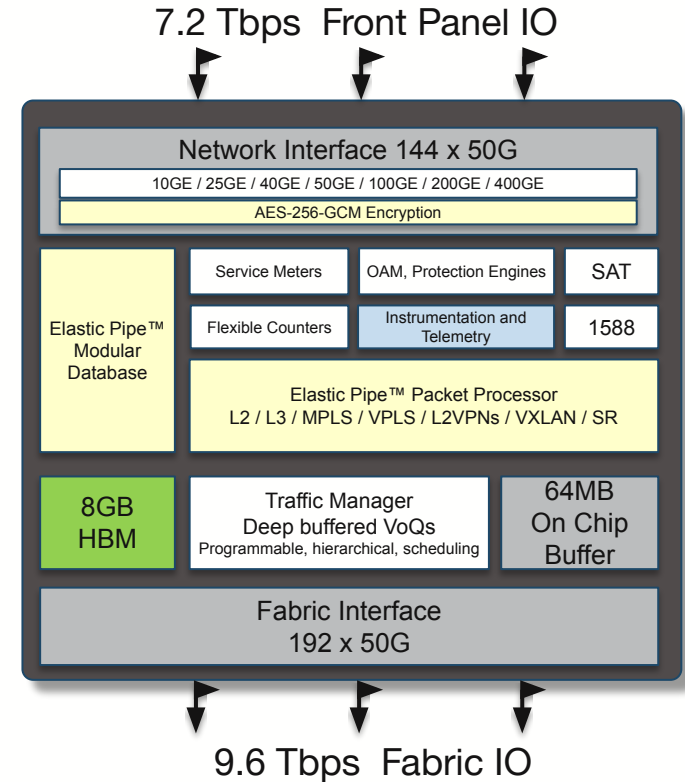 7.2 Tbps Front Panel IO
Network Interface 144 x 50G
10GE / 25GE / 40GE / 50GE / 100GE / 200GE / 400GE
AES-256-GCM Encryption
Elastic Pipe™
Modular
Database
Service Meters
OAM, Protection Engines
SAT
Flexible Counters
Instrumentation and
Telemetry
1588
Elastic Pipe™ Packet Processor
L2 / L3 / MPLS / VPLS / L2VPNs / VXLAN / SR
8GB
HBM
Traffic Manager
Deep buffered VoQs
Programmable, hierarchical, scheduling
64MB
On Chip
Buffer
Fabric Interface
192 x 50G
9.6 Tbps Fabric IO